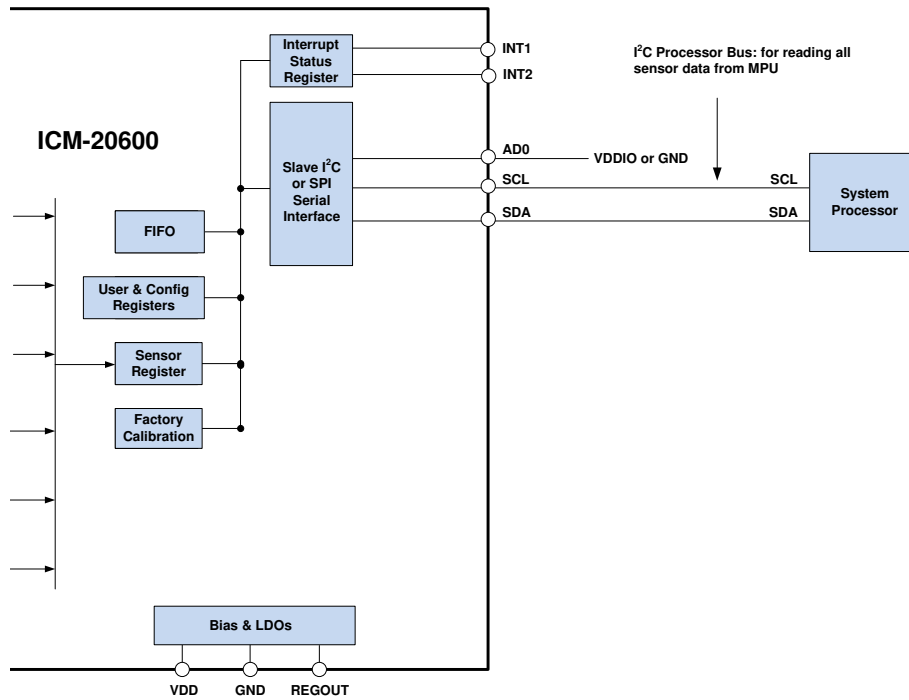 Interrupt
Status
Register
INT1
INT2
I²C Processor Bus: for reading all
sensor data from MPU
ICM-20600
Slave I²C
or SPI
Serial
Interface
AD0
VDDIO or GND
SCL
SCL
SDA
SDA
System
Processor
FIFO
User & Config
Registers
Sensor
Register
Factory
Calibration
Bias & LDOs
VDD
GND
REGOUT